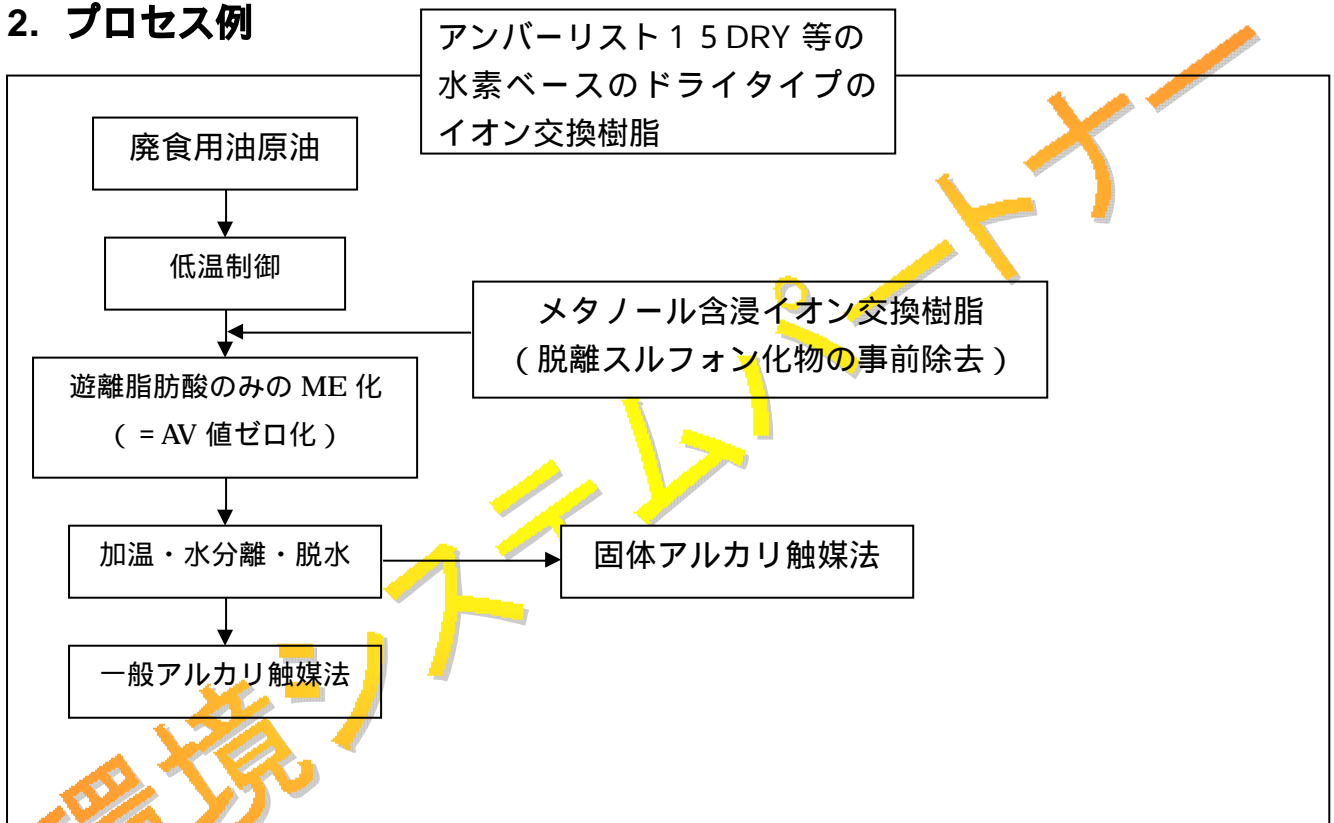 2. プロセス例
アンバーリスト１５DRY 等の
水素ベースのドライタイプの
イオン交換樹脂
廃食用油原油
低温制御
メタノール含浸イオン交換樹脂
（脱離スルフォン化物の事前除去）
遊離脂肪酸のみの ME 化
（＝AV 値ゼロ化）
加温・水分離・脱水
固体アルカリ触媒法
一般アルカリ触媒法
環境システムパートナー